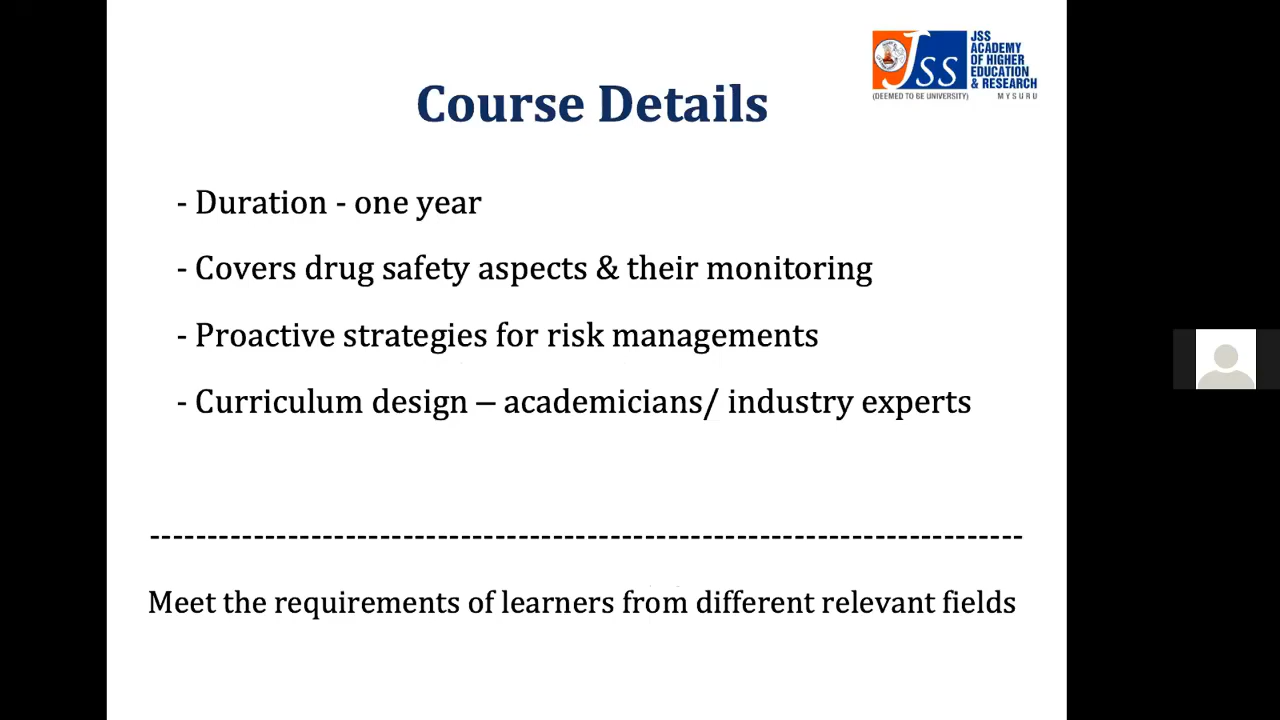 JSS
JSS
ACADEMY
OF HIGHER
EDUCATION
& RESEARCH
(DEEMED TO BE UNIVERSITY) MYSURU
Course Details
- Duration - one year
- Covers drug safety aspects & their monitoring
- Proactive strategies for risk managements
- Curriculum design – academicians/ industry experts
--------------------------------------------------------------------------
Meet the requirements of learners from different relevant fields